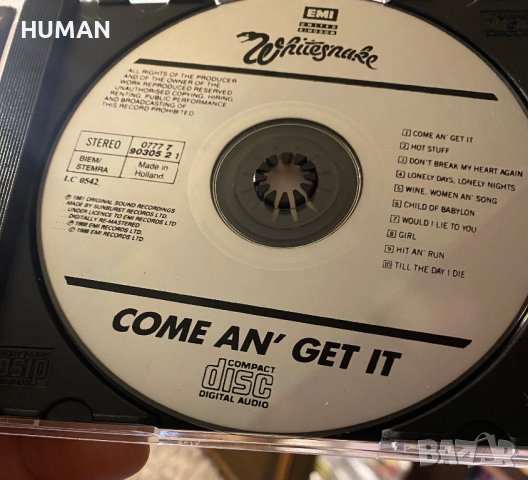 HUMAN
EMI
UNITED
KINGDOM
Whitesnake
ALL RIGHTS OF THE PRODUCER
AND OF THE OWNER OF THE
WORK REPRODUCED RESERVED
UNAUTHORISED COPYING. HIRING
RENTING. PUBLIC PERFORMANCE
AND BROADCASTING OF
THIS RECORD PROHIBITED
STEREO 0777 7
90305 2 1
BIEM/
STEMRA
Made in
Holland.
LC 0542
℗ 1981 ORIGINAL SOUND RECORDINGS
MADE BY SUNBURST RECORDS LTD.
UNDER LICENCE TO EMI RECORDS LTD
DIGITALLY RE-MASTERED
℗ 1988 EMI RECORDS LTD.
© 1988 EMI RECORDS LTD.
1 COME AN' GET IT
2 HOT STUFF
3 DON'T BREAK MY HEART AGAIN
4 LONELY DAYS, LONELY NIGHTS
5 WINE, WOMEN AN' SONG
6 CHILD OF BABYLON
7 WOULD I LIE TO YOU
8 GIRL
9 HIT AN' RUN
10 TILL THE DAY I DIE
COME AN' GET IT
COMPACT
disc
DIGITAL AUDIO
disc
BAZAR